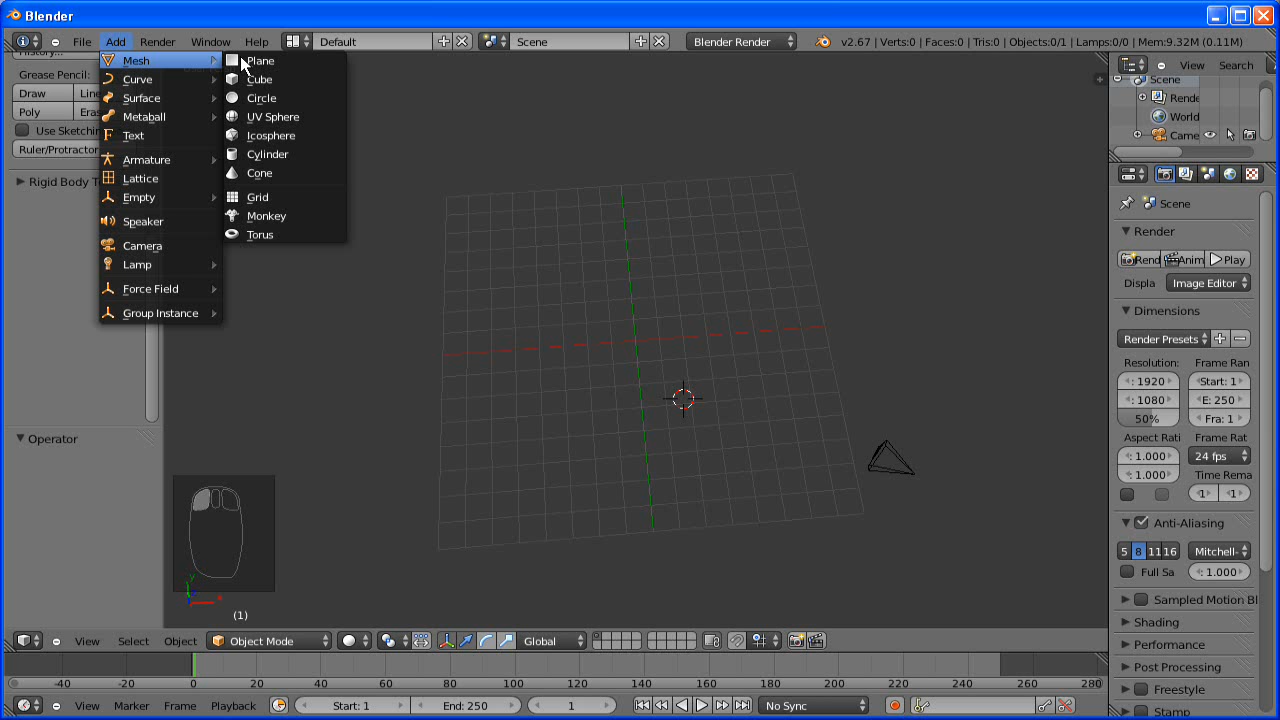 Blender
File Add Render Window Help Default Scene Blender Render v2.67 | Verts:0 | Faces:0 | Tris:0 | Objects:0/1 | Lamps:0/0 | Mem:9.32M (0.11M)
Grease Pencil:
Draw
Poly
Use Sketchin
Ruler/Protractor
Rigid Body T
Operator
Mesh
Curve
Surface
Metaball
Text
Armature
Lattice
Empty
Speaker
Camera
Lamp
Force Field
Group Instance
Plane
Cube
Circle
UV Sphere
Icosphere
Cylinder
Cone
Grid
Monkey
Torus
(1)
View Search
Scene
Rende
World
Came
Scene
Render
Rend Anim Play
Displa Image Editor
Dimensions
Render Presets
Resolution: Frame Ran
: 1920 Start: 1
: 1080 E: 250
50% Fra: 1
Aspect Rati Frame Rat
: 1.000 24 fps
: 1.000 Time Rema
1 1
Anti-Aliasing
5 8 11 16 Mitchell-
Full Sa : 1.000
Sampled Motion Bl
Shading
Performance
Post Processing
Freestyle
Stamp
View Select Object Object Mode Global
-40 -20 0 20 40 60 80 100 120 140 160 180 200 220 240 260 280
View Marker Frame Playback Start: 1 End: 250 1 No Sync